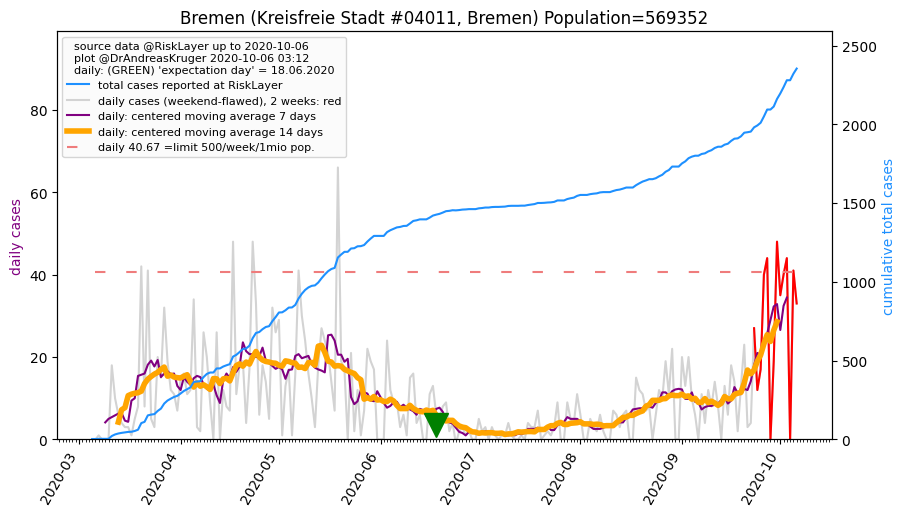 Bremen (Kreisfreie Stadt #04011, Bremen) Population=569352
source data @RiskLayer up to 2020-10-06
plot @DrAndreasKruger 2020-10-06 03:12
daily: (GREEN) 'expectation day' = 18.06.2020
total cases reported at RiskLayer
daily cases (weekend-flawed), 2 weeks: red
daily: centered moving average 7 days
daily: centered moving average 14 days
daily 40.67 =limit 500/week/1mio pop.
daily cases
80
60
40
20
0
2500
2000
1500
1000
500
0
cumulative total cases
2020-03
2020-04
2020-05
2020-06
2020-07
2020-08
2020-09
2020-10